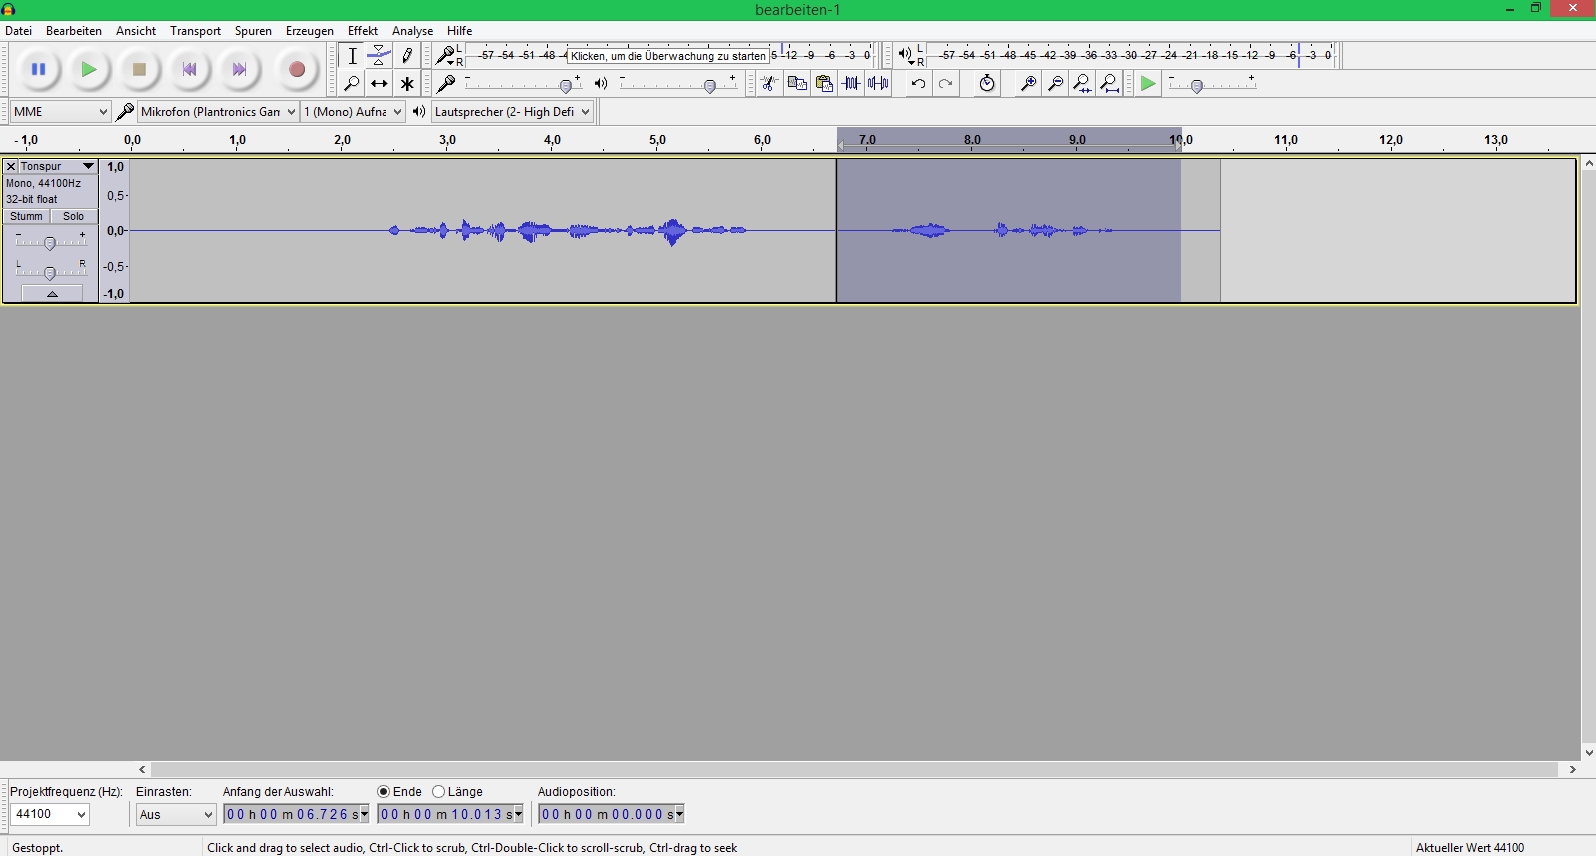 bearbeiten-1
Datei Bearbeiten Ansicht Transport Spuren Erzeugen Effekt Analyse Hilfe
L
R
-57 -54 -51 -48 -45 Klicken, um die Überwachung zu starten 5 -12 -9 -6 -3 0
L
R
-57 -54 -51 -48 -45 -42 -39 -36 -33 -30 -27 -24 -21 -18 -15 -12 -9 -6 -3 0
MME Mikrofon (Plantronics Gan 1 (Mono) Aufna Lautsprecher (2- High Defi
-1,0 0,0 1,0 2,0 3,0 4,0 5,0 6,0 7,0 8,0 9,0 10,0 11,0 12,0 13,0
Tonspur 1,0
Mono, 44100Hz
32-bit float 0,5
Stumm Solo
- + 0,0
L R -0,5
-1,0
Projektfrequenz (Hz): Einrasten: Anfang der Auswahl: Ende Länge Audioposition:
44100 Aus 00 h 00 m 06.726 s 00 h 00 m 10.013 s 00 h 00 m 00.000 s
Gestoppt. Click and drag to select audio, Ctrl-Click to scrub, Ctrl-Double-Click to scroll-scrub, Ctrl-drag to seek Aktueller Wert 44100